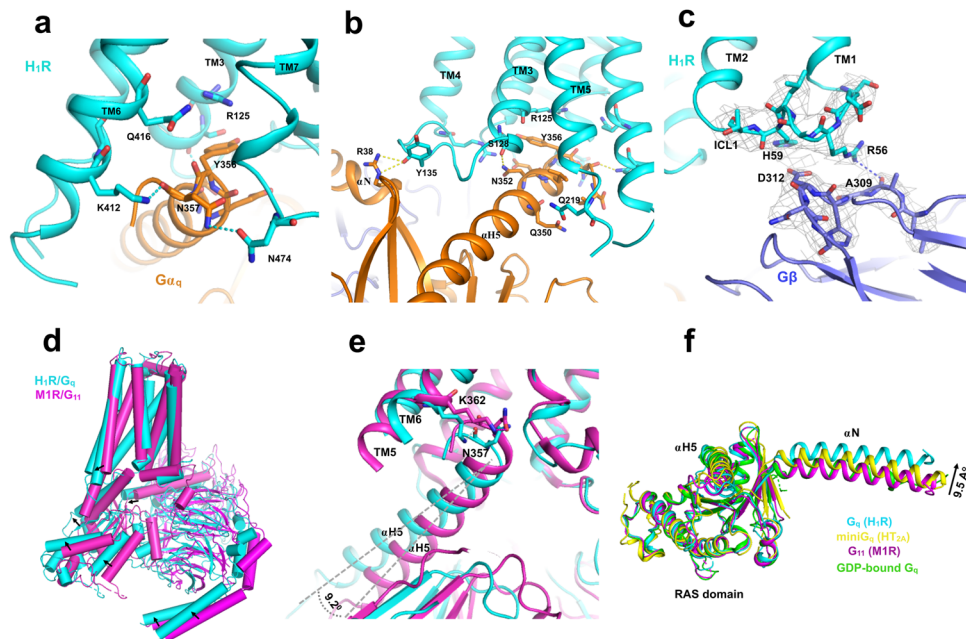 a
H₁R
TM3
TM7
TM6
R125
Q416
Y356
K412
N357
N474
Gαq
b
TM4
TM3
TM5
R125
R38
S128
Y356
αN
Y135
N352
Q219
αH5
Q350
c
H₁R
TM2
TM1
ICL1
H59
R56
D312
A309
Gβ
d
H₁R/Gq
M1R/G₁₁
e
K362
TM6
N357
TM5
αH5
αH5
9.2⁰
f
αN
αH5
9.5 A°
Gq (H₁R)
miniGq (HT₂A)
G₁₁ (M1R)
GDP-bound Gq
RAS domain